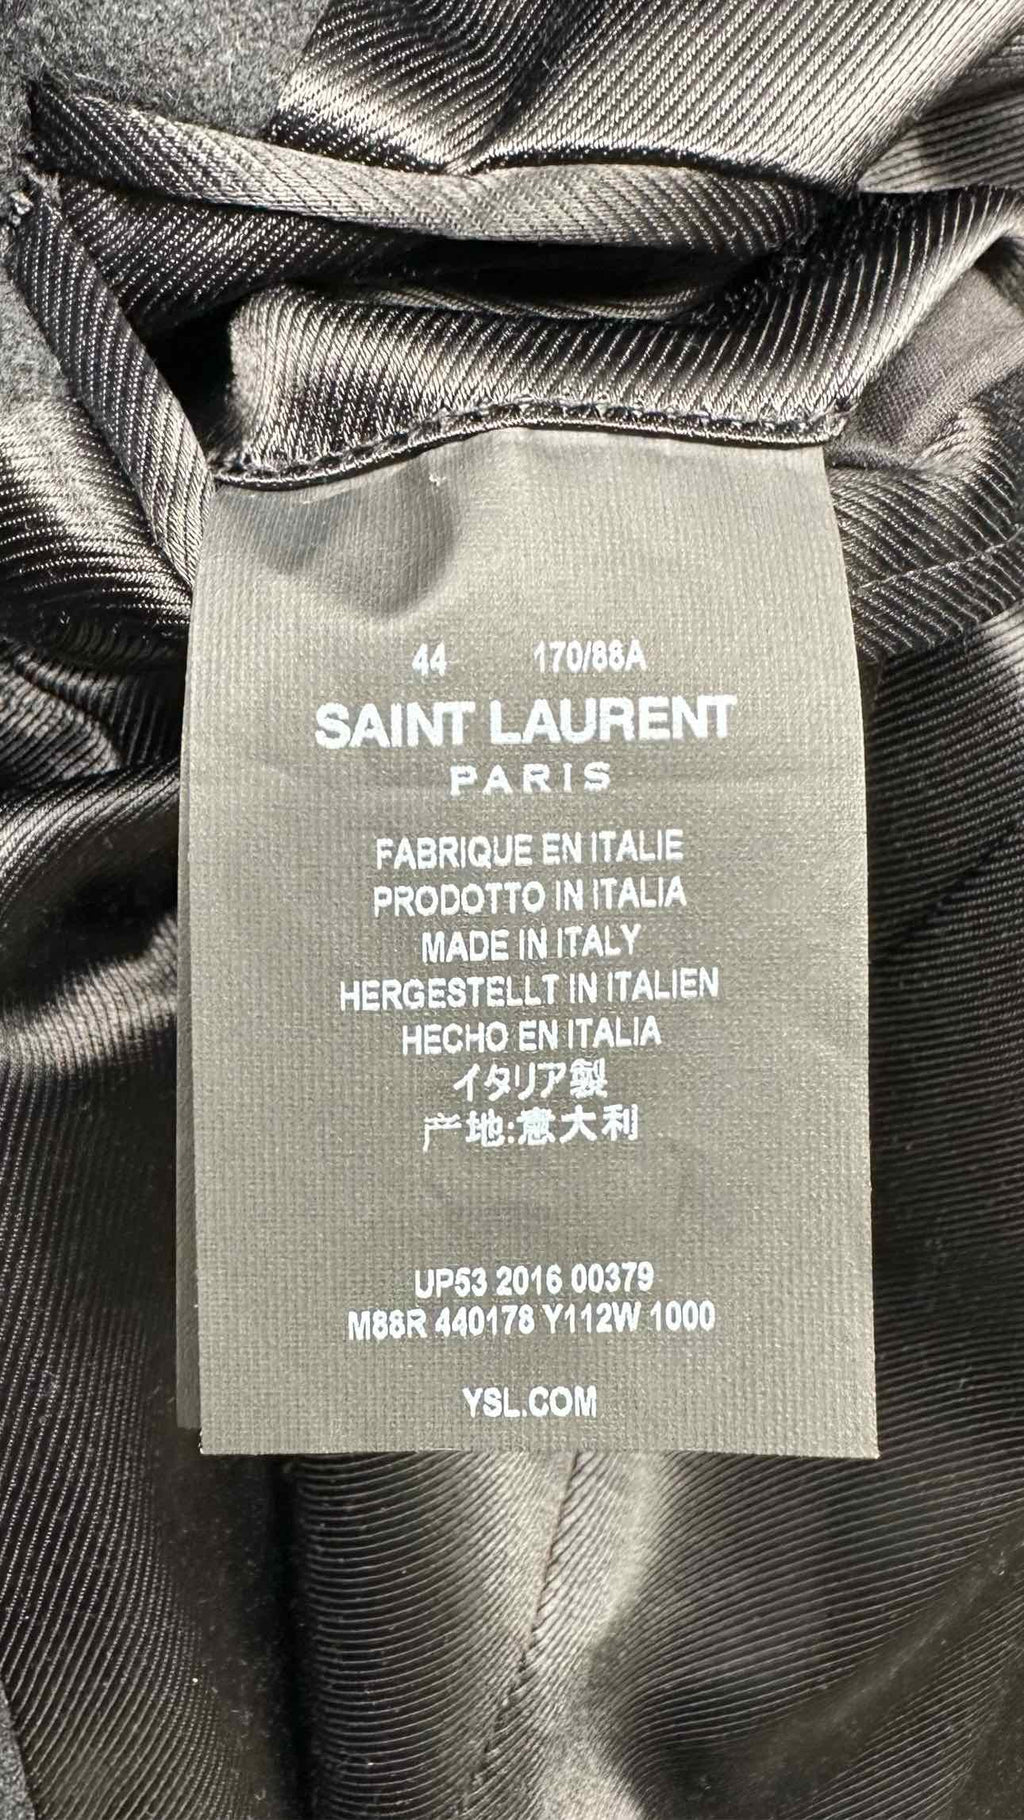 44 170/88A
SAINT LAURENT
PARIS
FABRIQUE EN ITALIE
PRODOTTO IN ITALIA
MADE IN ITALY
HERGESTELLT IN ITALIEN
HECHO EN ITALIA
イタリア製
产地:意大利
UP53 2016 00379
M88R 440178 Y112W 1000
YSL.COM